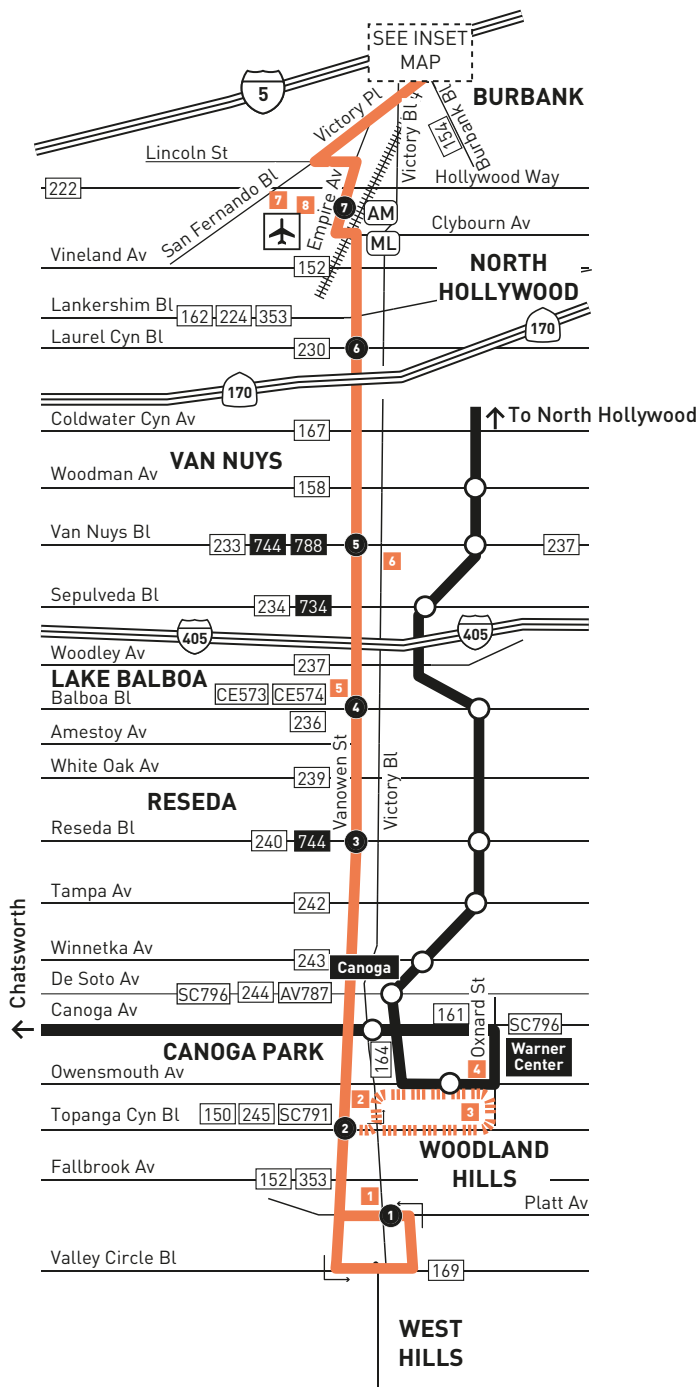 SEE INSET
MAP
5
BURBANK
Victory Pl
Victory Bl
154
Burbank Bl
Lincoln St
222
Hollywood Way
San Fernando Bl
7
8
Empire Av
7
AM
ML
Clybourn Av
Vineland Av
152
NORTH
HOLLYWOOD
Lankershim Bl
162 224 353
Laurel Cyn Bl
230
6
170
170
Coldwater Cyn Av
167
To North Hollywood
VAN NUYS
Woodman Av
158
Van Nuys Bl
233 744 788
5
237
6
Sepulveda Bl
234 734
405
405
Woodley Av
237
LAKE BALBOA
Balboa Bl
CE573 CE574
5
4
236
Amestoy Av
White Oak Av
239
Vanowen St
Victory Bl
RESEDA
Reseda Bl
240 744
3
Tampa Av
242
Chatsworth
Winnetka Av
243
Canoga
De Soto Av
SC796 244 AV787
Canoga Av
161
Oxnard St
SC796
CANOGA PARK
164
4
Warner
Center
Owensmouth Av
2
3
Topanga Cyn Bl
150 245 SC791
2
WOODLAND
HILLS
Fallbrook Av
152 353
1
1
Platt Av
Valley Circle Bl
169
WEST
HILLS